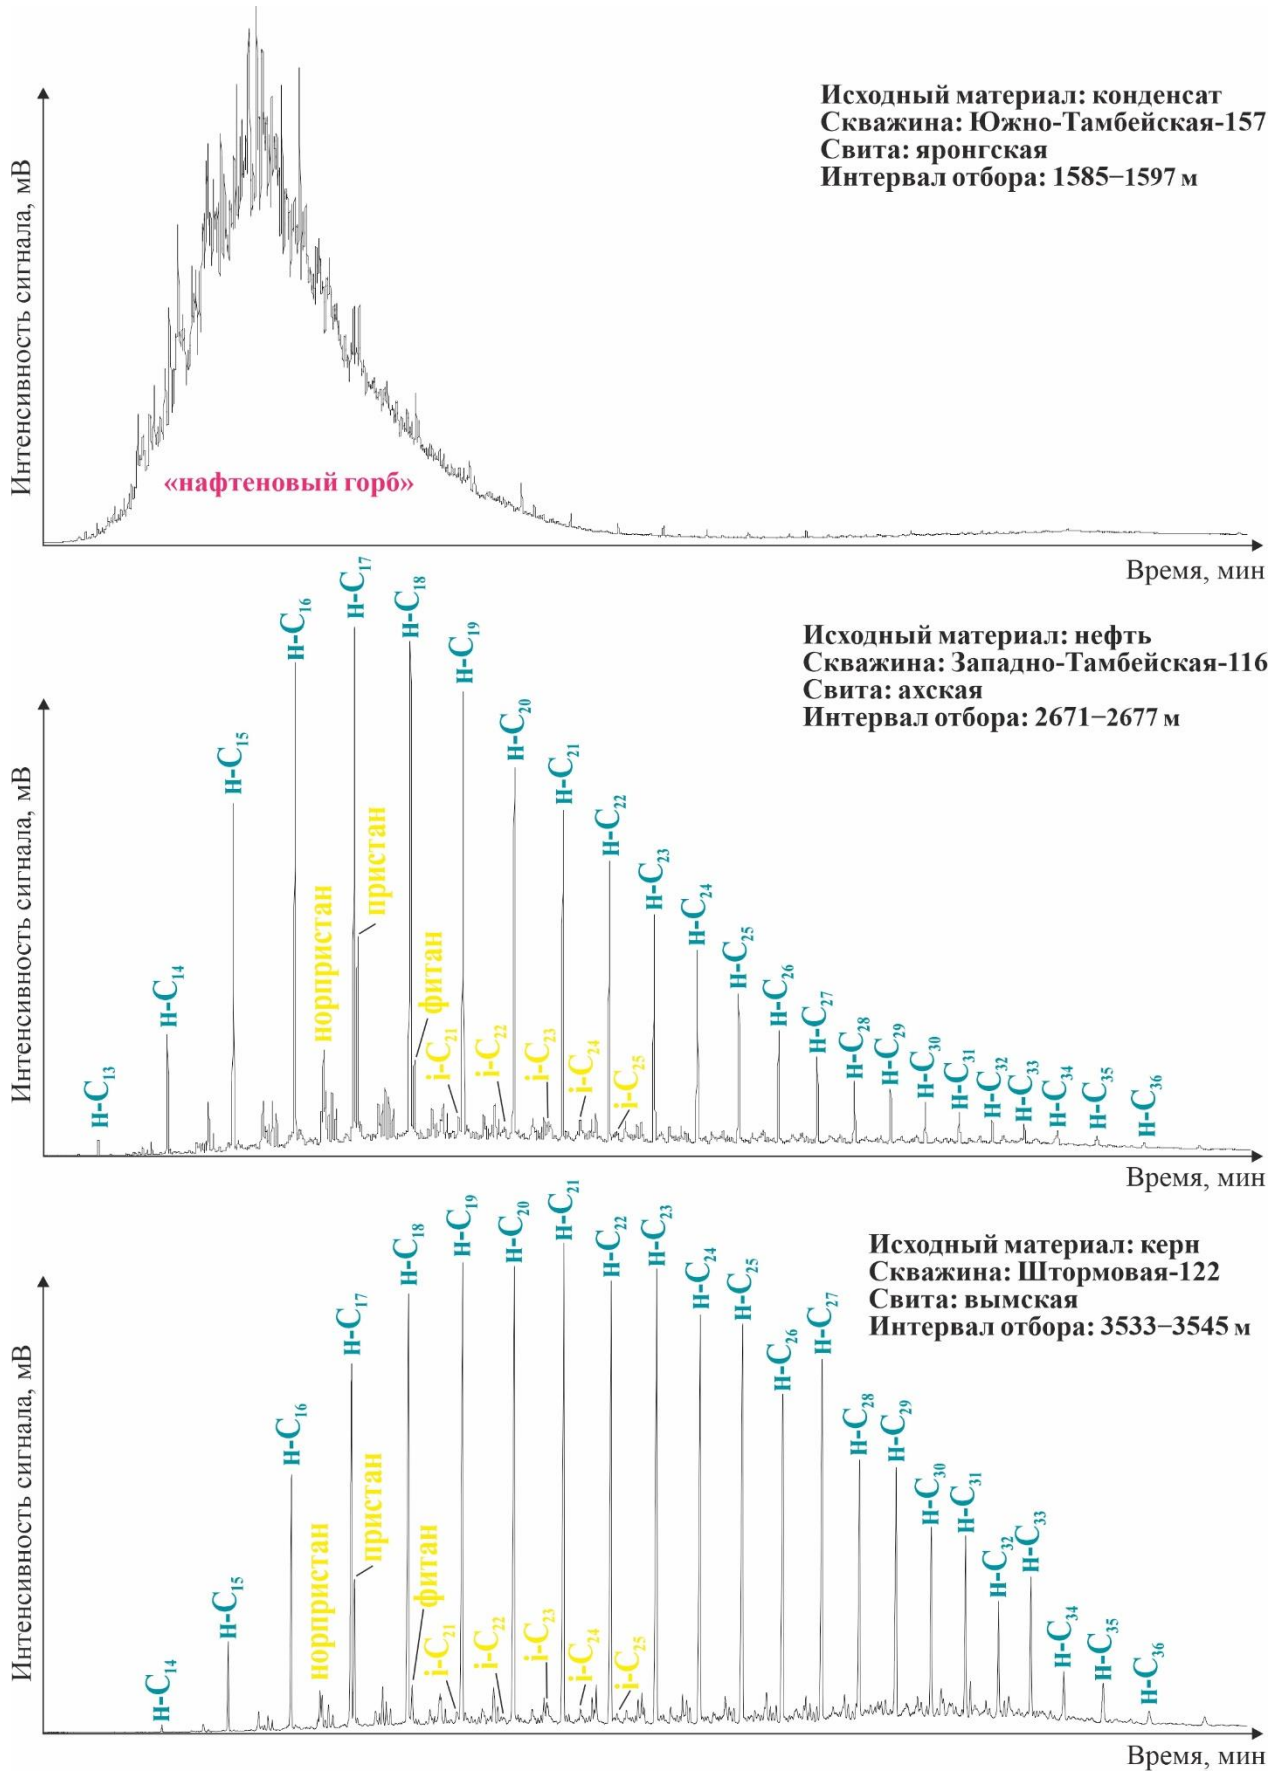 Исходный материал: конденсат
Скважина: Южно-Тамбейская-157
Свита: яронгская
Интервал отбора: 1585–1597 м
Интенсивность сигнала, мВ
«нафтеновый горб»
Время, мин
Исходный материал: нефть
Скважина: Западно-Тамбейская-116
Свита: ахская
Интервал отбора: 2671–2677 м
Интенсивность сигнала, мВ
н-C13
н-C14
н-C15
н-C16
норпристан
н-C17
пристан
н-C18
фитан
i-C21
н-C19
i-C22
н-C20
i-C23
н-C21
i-C24
н-C22
i-C25
н-C23
н-C24
н-C25
н-C26
н-C27
н-C28
н-C29
н-C30
н-C31
н-C32
н-C33
н-C34
н-C35
н-C36
Время, мин
Исходный материал: керн
Скважина: Штормовая-122
Свита: вымская
Интервал отбора: 3533–3545 м
Интенсивность сигнала, мВ
н-C14
н-C15
н-C16
норпристан
н-C17
пристан
н-C18
фитан
i-C21
н-C19
i-C22
н-C20
i-C23
н-C21
i-C24
н-C22
i-C25
н-C23
н-C24
н-C25
н-C26
н-C27
н-C28
н-C29
н-C30
н-C31
н-C32
н-C33
н-C34
н-C35
н-C36
Время, мин